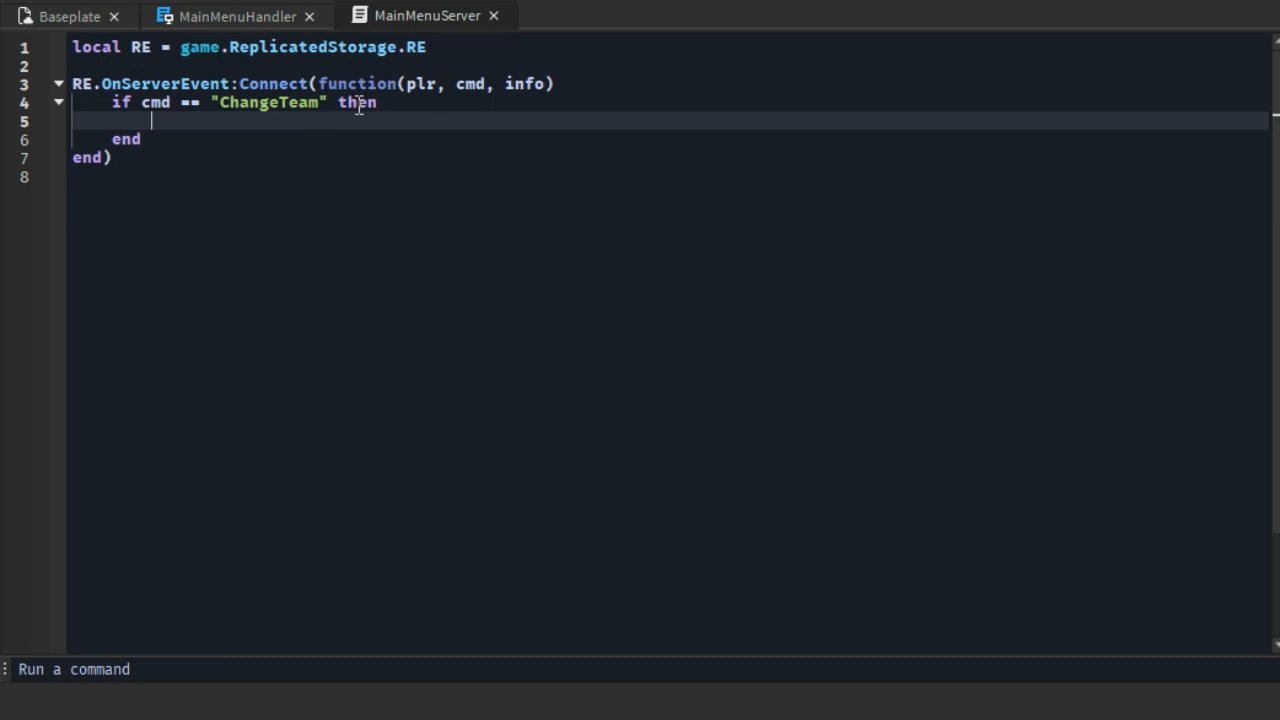 Baseplate MainMenuHandler MainMenuServer
1 local RE = game.ReplicatedStorage.RE
2
3 RE.OnServerEvent:Connect(function(plr, cmd, info)
4 if cmd == "ChangeTeam" then
5
6 end
7 end)
8
Run a command